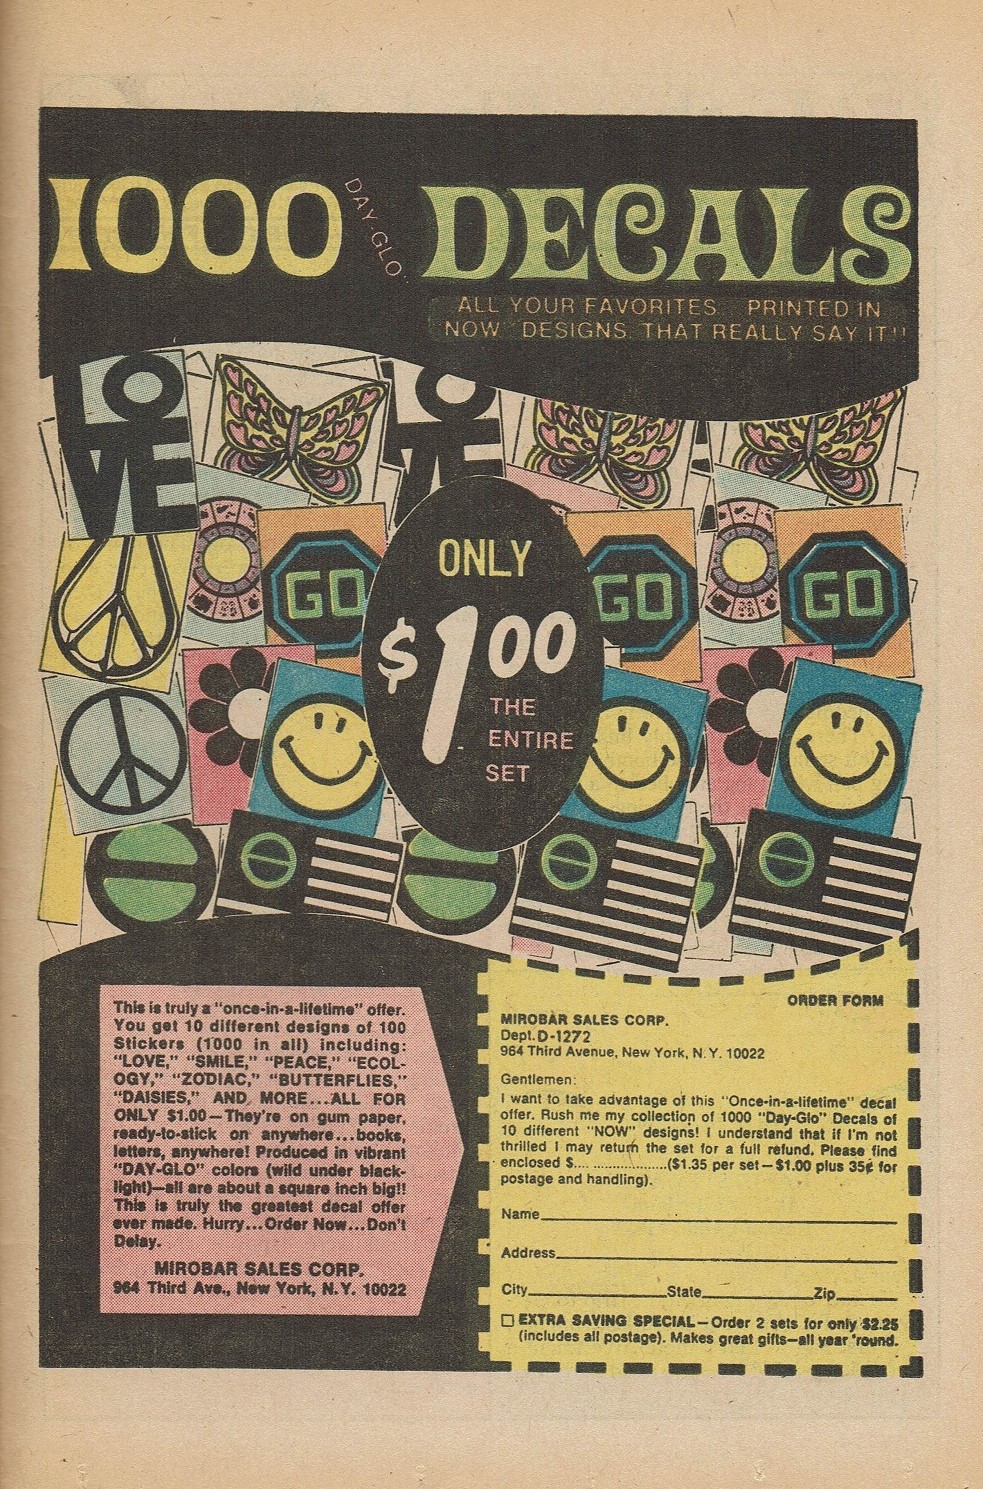 1000 DAY-GLO DECALS
ALL YOUR FAVORITES PRINTED IN
"NOW" DESIGNS THAT REALLY SAY IT!!
LOVE
GO
GO
GO
ONLY
$1.00
THE
ENTIRE
SET
This is truly a "once-in-a-lifetime" offer.
You get 10 different designs of 100
Stickers (1000 in all) including:
"LOVE," "SMILE," "PEACE," "ECOL-
OGY," "ZODIAC," "BUTTERFLIES,"
"DAISIES," AND MORE...ALL FOR
ONLY $1.00—They're on gum paper,
ready-to-stick on anywhere...books,
letters, anywhere! Produced in vibrant
"DAY-GLO" colors (wild under black-
light)—all are about a square inch big!!
This is truly the greatest decal offer
ever made. Hurry...Order Now...Don't
Delay.
MIROBAR SALES CORP.
964 Third Ave., New York, N.Y. 10022
ORDER FORM
MIROBAR SALES CORP.
Dept. D-1272
964 Third Avenue, New York, N.Y. 10022
Gentlemen:
I want to take advantage of this "Once-in-a-lifetime" decal
offer. Rush me my collection of 1000 "Day-Glo" Decals of
10 different "NOW" designs! I understand that if I'm not
thrilled I may return the set for a full refund. Please find
enclosed $.... .....................($1.35 per set—$1.00 plus 35¢ for
postage and handling).
Name
Address
City State Zip
☐ EXTRA SAVING SPECIAL—Order 2 sets for only $2.25
(includes all postage). Makes great gifts—all year 'round.